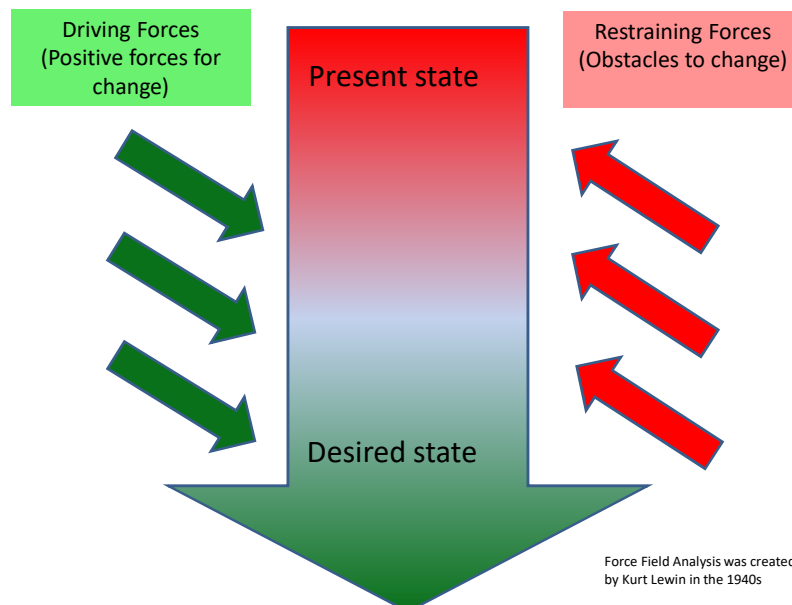 Driving Forces
(Positive forces for
change)
Present state
Restraining Forces
(Obstacles to change)
Desired state
Force Field Analysis was created
by Kurt Lewin in the 1940s